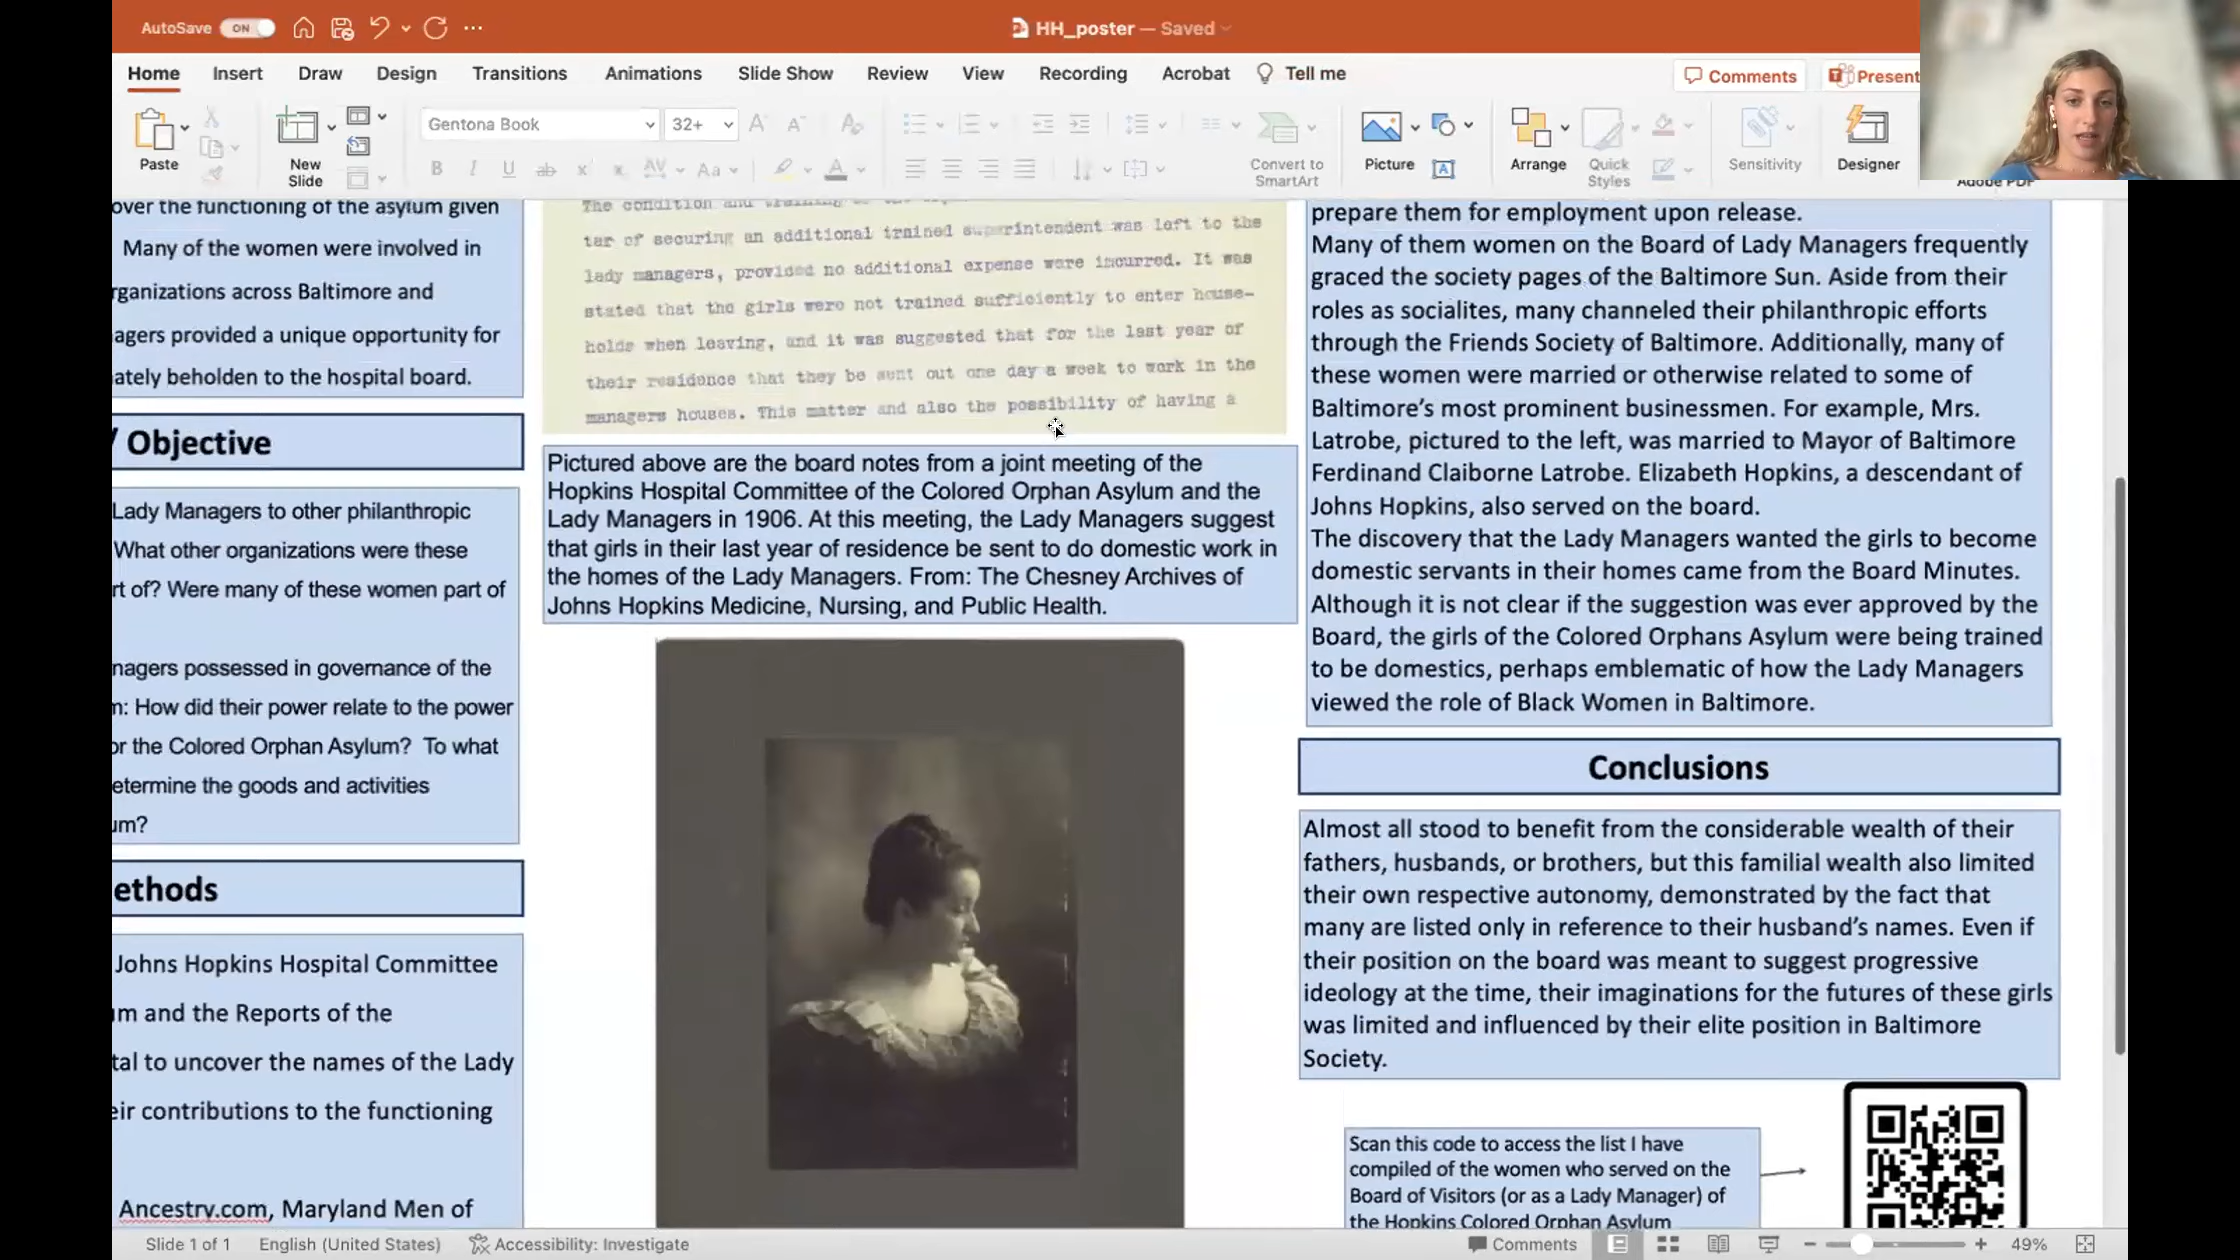 AutoSave ON
HH_poster — Saved
Home Insert Draw Design Transitions Animations Slide Show Review View Recording Acrobat Tell me
Comments Present
Paste
New
Slide
Gentona Book
32+
Convert to
SmartArt
Picture
Arrange
Quick
Styles
Sensitivity
Designer
Adobe PDF
over the functioning of the asylum given
Many of the women were involved in
rganizations across Baltimore and
agers provided a unique opportunity for
ately beholden to the hospital board.
Objective
Lady Managers to other philanthropic
What other organizations were these
rt of? Were many of these women part of
nagers possessed in governance of the
n: How did their power relate to the power
or the Colored Orphan Asylum? To what
etermine the goods and activities
um?
ethods
Johns Hopkins Hospital Committee
um and the Reports of the
tal to uncover the names of the Lady
eir contributions to the functioning
Ancestry.com, Maryland Men of
The condition and training
ter of securing an additional trained superintendent was left to the
lady managers, provided no additional expense were incurred. It was
stated that the girls were not trained sufficiently to enter house-
holds when leaving, and it was suggested that for the last year of
their residence that they be sent out one day a week to work in the
managers houses. This matter and also the possibility of having a
Pictured above are the board notes from a joint meeting of the
Hopkins Hospital Committee of the Colored Orphan Asylum and the
Lady Managers in 1906. At this meeting, the Lady Managers suggest
that girls in their last year of residence be sent to do domestic work in
the homes of the Lady Managers. From: The Chesney Archives of
Johns Hopkins Medicine, Nursing, and Public Health.
prepare them for employment upon release.
Many of them women on the Board of Lady Managers frequently
graced the society pages of the Baltimore Sun. Aside from their
roles as socialites, many channeled their philanthropic efforts
through the Friends Society of Baltimore. Additionally, many of
these women were married or otherwise related to some of
Baltimore's most prominent businessmen. For example, Mrs.
Latrobe, pictured to the left, was married to Mayor of Baltimore
Ferdinand Claiborne Latrobe. Elizabeth Hopkins, a descendant of
Johns Hopkins, also served on the board.
The discovery that the Lady Managers wanted the girls to become
domestic servants in their homes came from the Board Minutes.
Although it is not clear if the suggestion was ever approved by the
Board, the girls of the Colored Orphans Asylum were being trained
to be domestics, perhaps emblematic of how the Lady Managers
viewed the role of Black Women in Baltimore.
Conclusions
Almost all stood to benefit from the considerable wealth of their
fathers, husbands, or brothers, but this familial wealth also limited
their own respective autonomy, demonstrated by the fact that
many are listed only in reference to their husband's names. Even if
their position on the board was meant to suggest progressive
ideology at the time, their imaginations for the futures of these girls
was limited and influenced by their elite position in Baltimore
Society.
Scan this code to access the list I have
compiled of the women who served on the
Board of Visitors (or as a Lady Manager) of
the Hopkins Colored Orphan Asylum
Slide 1 of 1 English (United States) Accessibility: Investigate
Comments 49%